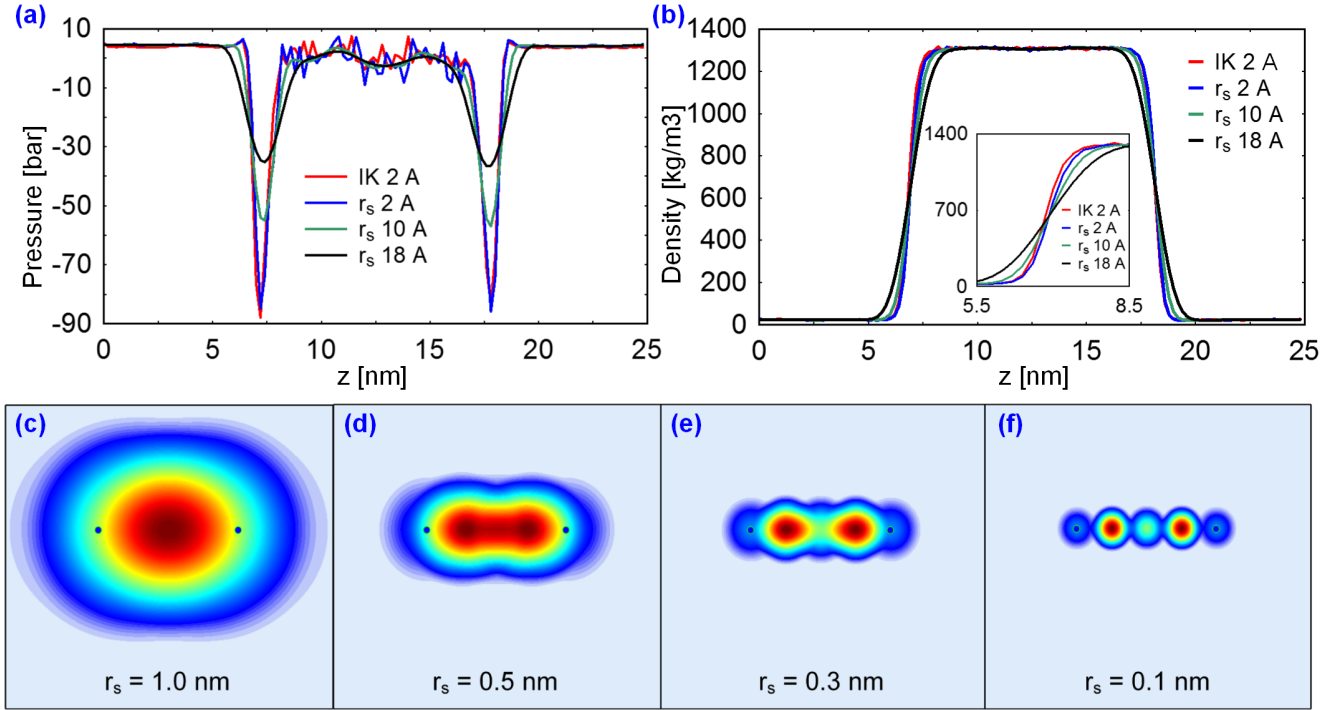 (a)
10
-10
-30
-50
-70
-90
Pressure [bar]
IK 2 A
rₛ 2 A
rₛ 10 A
rₛ 18 A
0 5 10 15 20 25
z [nm]
(b)
1400
1200
1000
800
600
400
200
0
Density [kg/m3]
IK 2 A
rₛ 2 A
rₛ 10 A
rₛ 18 A
1400
700
0
IK 2 A
rₛ 2 A
rₛ 10 A
rₛ 18 A
5.5 8.5
0 5 10 15 20 25
z [nm]
(c)
rₛ = 1.0 nm
(d)
rₛ = 0.5 nm
(e)
rₛ = 0.3 nm
(f)
rₛ = 0.1 nm